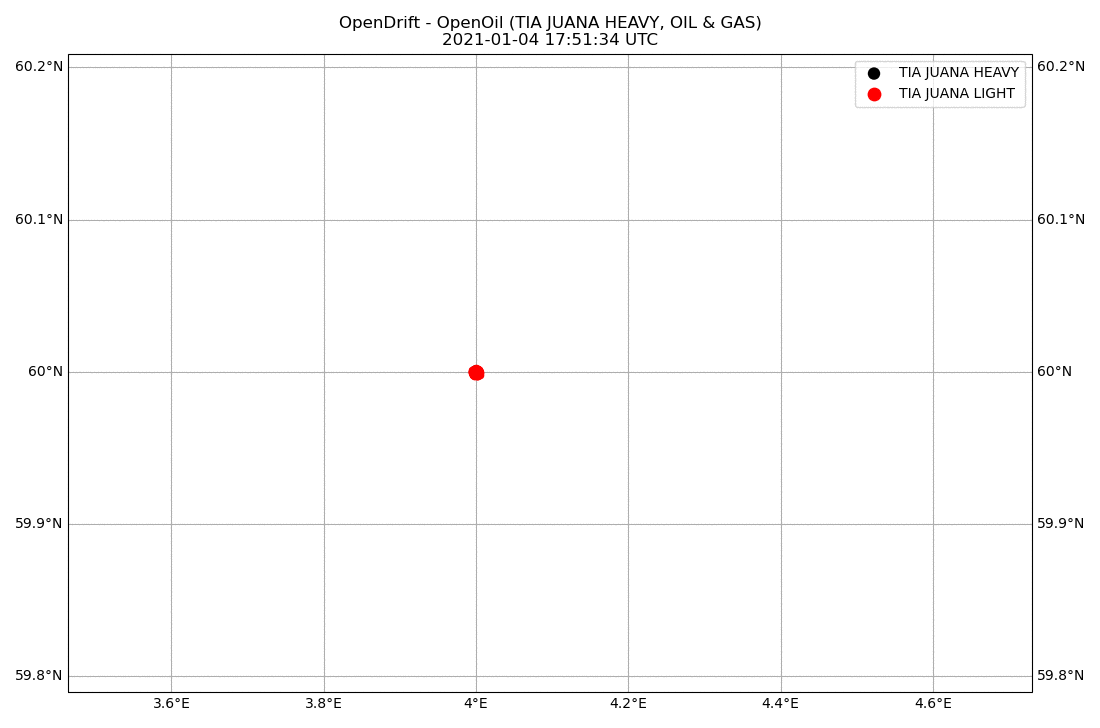 OpenDrift - OpenOil (TIA JUANA HEAVY, OIL & GAS)
2021-01-04 17:51:34 UTC
60.2°N
60.2°N
TIA JUANA HEAVY
TIA JUANA LIGHT
60.1°N
60.1°N
60°N
60°N
59.9°N
59.9°N
59.8°N
59.8°N
3.6°E
3.8°E
4°E
4.2°E
4.4°E
4.6°E